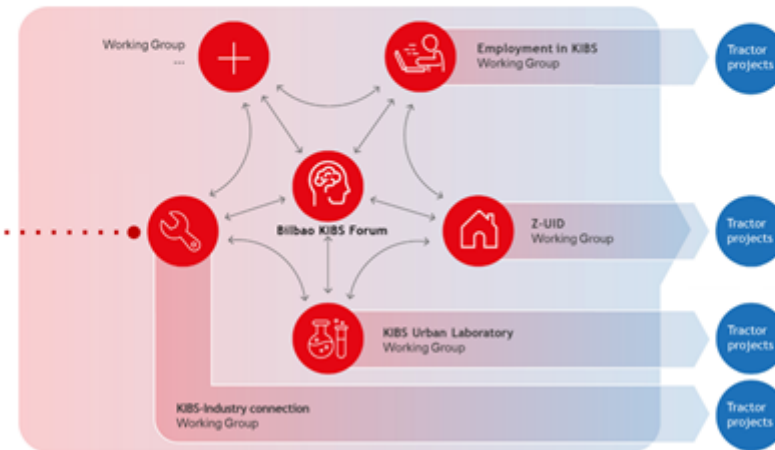 Working Group
...
Employment in KIBS
Working Group
Tractor
projects
Bilbao KIBS Forum
Z-UID
Working Group
Tractor
projects
KIBS Urban Laboratory
Working Group
Tractor
projects
KIBS-Industry connection
Working Group
Tractor
projects